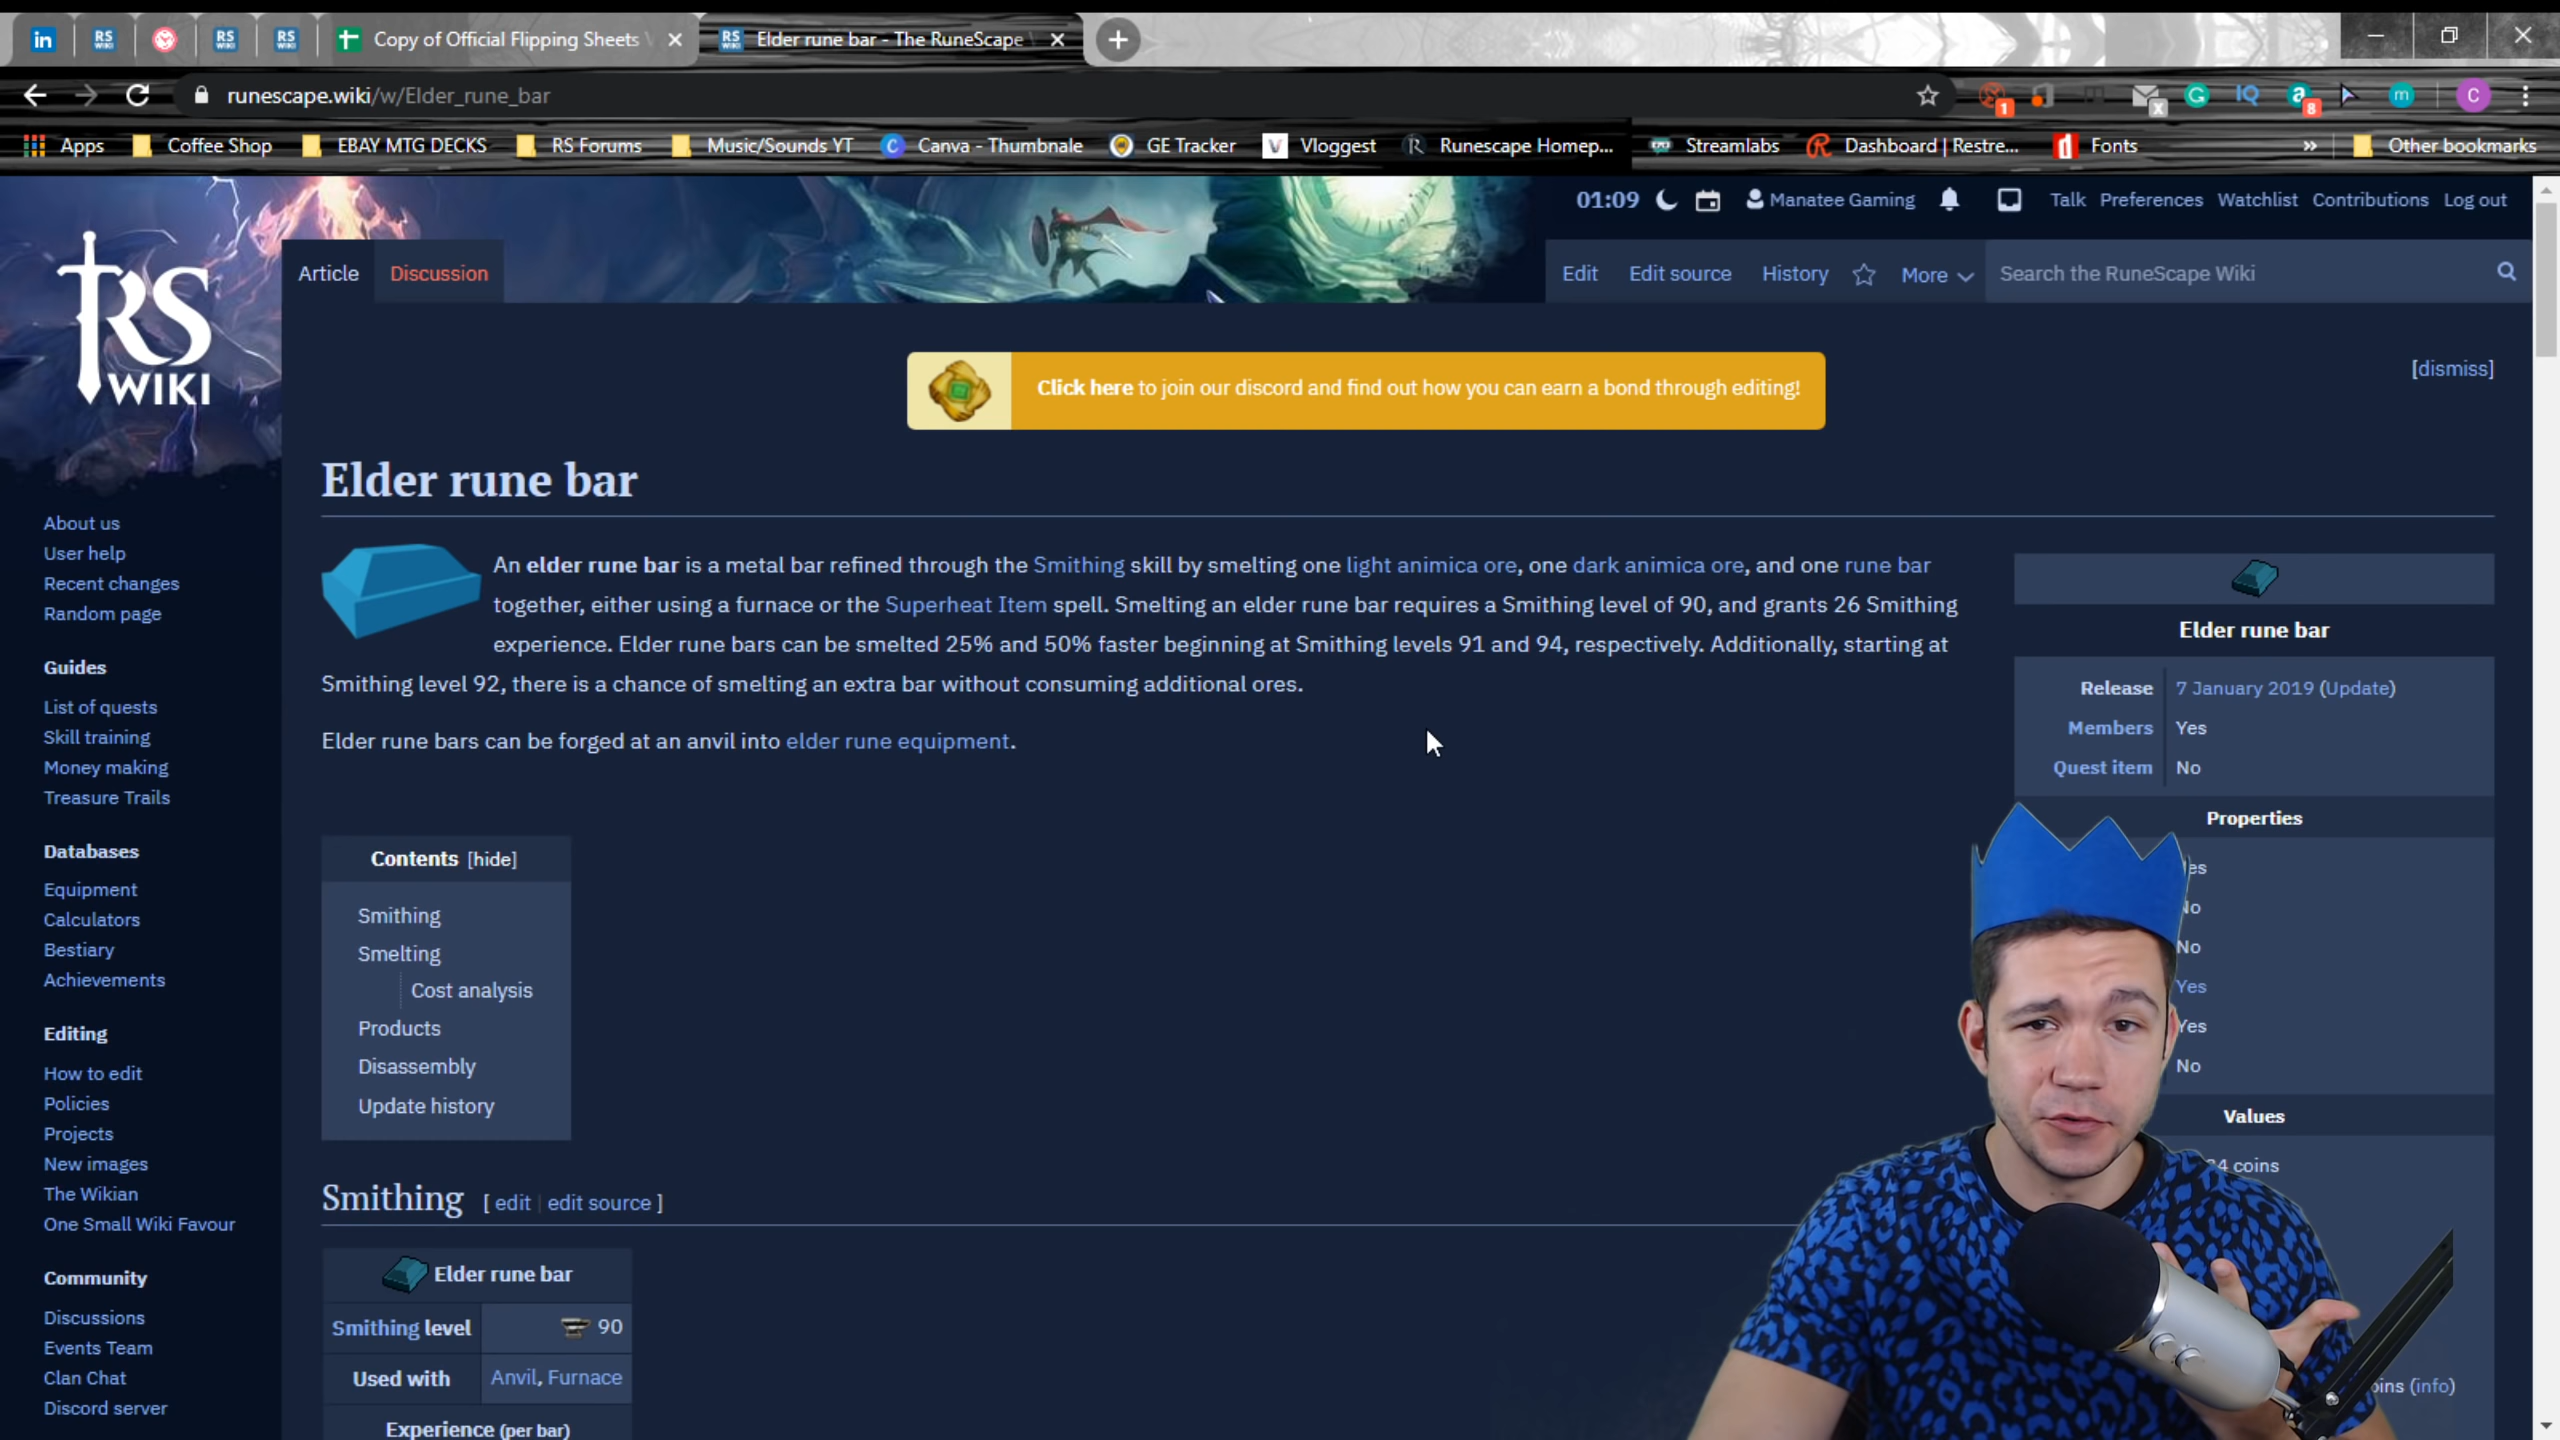 in RS WIKI RS WIKI RS WIKI Copy of Official Flipping Sheets RS WIKI Elder rune bar - The RuneScape
runescape.wiki/w/Elder_rune_bar
Apps Coffee Shop EBAY MTG DECKS RS Forums Music/Sounds YT Canva - Thumbnale GE Tracker Vloggest Runescape Homep... Streamlabs Dashboard | Restre... Fonts » Other bookmarks
01:09 Manatee Gaming Talk Preferences Watchlist Contributions Log out
RS WIKI
Article Discussion Edit Edit source History More Search the RuneScape Wiki
Click here to join our discord and find out how you can earn a bond through editing!
[dismiss]
Elder rune bar
An elder rune bar is a metal bar refined through the Smithing skill by smelting one light animica ore, one dark animica ore, and one rune bar
together, either using a furnace or the Superheat Item spell. Smelting an elder rune bar requires a Smithing level of 90, and grants 26 Smithing
experience. Elder rune bars can be smelted 25% and 50% faster beginning at Smithing levels 91 and 94, respectively. Additionally, starting at
Smithing level 92, there is a chance of smelting an extra bar without consuming additional ores.
Elder rune bars can be forged at an anvil into elder rune equipment.
Contents [hide]
Smithing
Smelting
Cost analysis
Products
Disassembly
Update history
Smithing [ edit | edit source ]
Elder rune bar
Smithing level 90
Used with Anvil, Furnace
Experience (per bar)
Elder rune bar
Release 7 January 2019 (Update)
Members Yes
Quest item No
Properties
No
Yes
Yes
No
Values
coins
(info)
About us
User help
Recent changes
Random page
Guides
List of quests
Skill training
Money making
Treasure Trails
Databases
Equipment
Calculators
Bestiary
Achievements
Editing
How to edit
Policies
Projects
New images
The Wikian
One Small Wiki Favour
Community
Discussions
Events Team
Clan Chat
Discord server